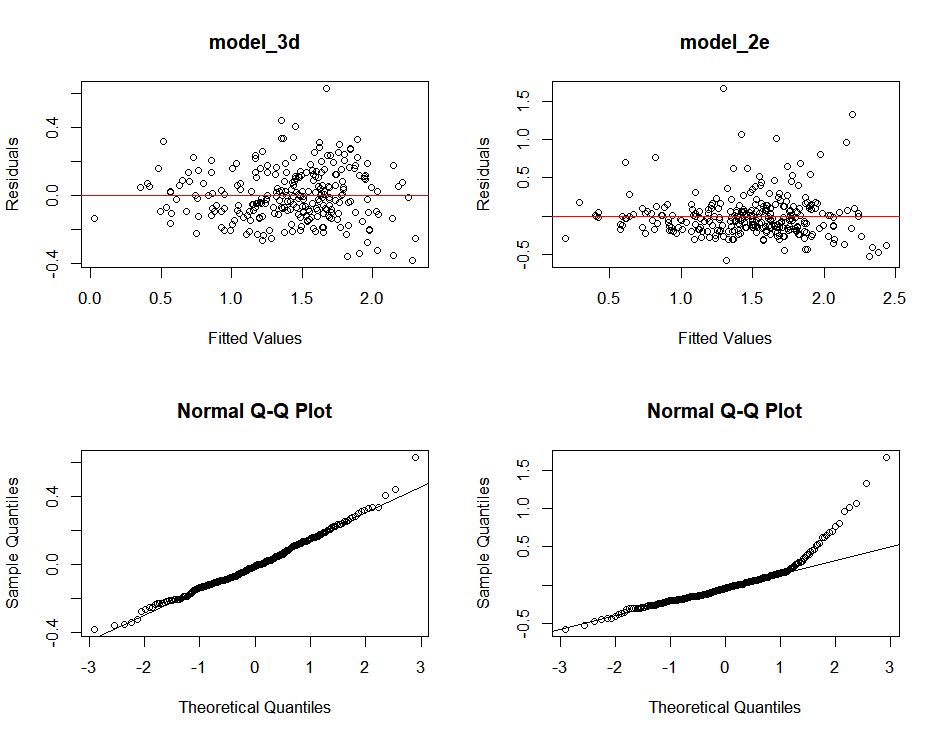 model_3d
Residuals
-0.4 0.0 0.4
0.0 0.5 1.0 1.5 2.0
Fitted Values
model_2e
Residuals
-0.5 0.5 1.0 1.5
0.5 1.0 1.5 2.0 2.5
Fitted Values
Normal Q-Q Plot
Sample Quantiles
-0.4 0.0 0.4
-3 -2 -1 0 1 2 3
Theoretical Quantiles
Normal Q-Q Plot
Sample Quantiles
-0.5 0.5 1.0 1.5
-3 -2 -1 0 1 2 3
Theoretical Quantiles